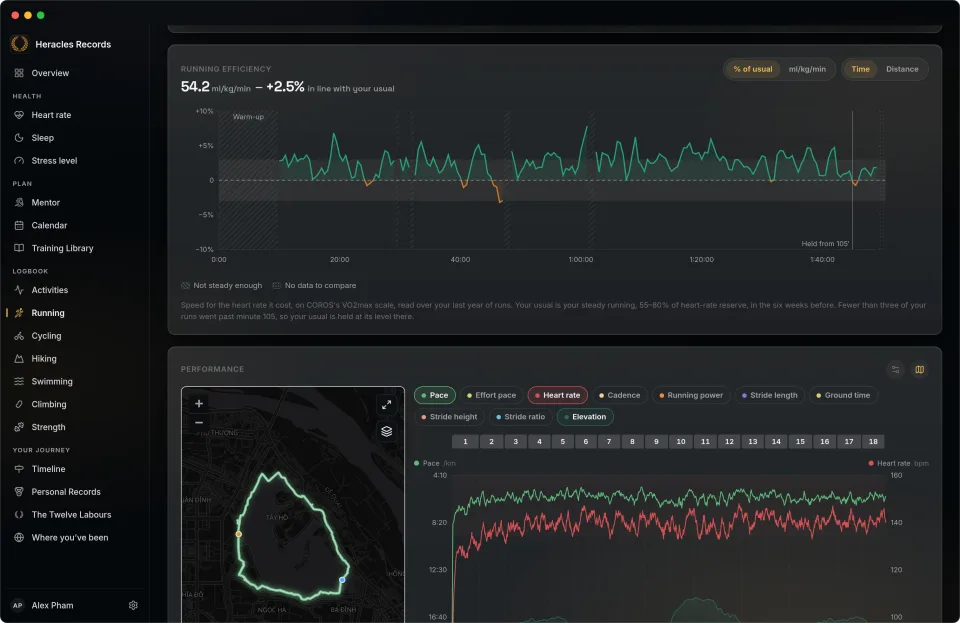 Heracles Records
Overview
HEALTH
Heart rate
Sleep
Stress level
PLAN
Mentor
Calendar
Training Library
LOGBOOK
Activities
Running
Cycling
Hiking
Swimming
Climbing
Strength
YOUR JOURNEY
Timeline
Personal Records
The Twelve Labours
Where you've been
AP Alex Pham
RUNNING EFFICIENCY
54.2 ml/kg/min – +2.5% in line with your usual
% of usual ml/kg/min Time Distance
+10%
Warm-up
+5%
0
−5%
−10%
Held from 105'
0:00 20:00 40:00 1:00:00 1:20:00 1:40:00
Not steady enough No data to compare
Speed for the heart rate it cost, on COROS's VO2max scale, read over your last year of runs. Your usual is your steady running, 55–80% of heart-rate reserve, in the six weeks before. Fewer than three of your
runs went past minute 105, so your usual is held at its level there.
PERFORMANCE
+
−
TÂY HỒ
NGỌC HÀ
BA ĐÌNH
Pace Effort pace Heart rate Cadence Running power Stride length Ground time
Stride height Stride ratio Elevation
1 2 3 4 5 6 7 8 9 10 11 12 13 14 15 16 17 18
Pace /km Heart rate bpm
4:10 160
8:20 140
12:30 120
16:40 100